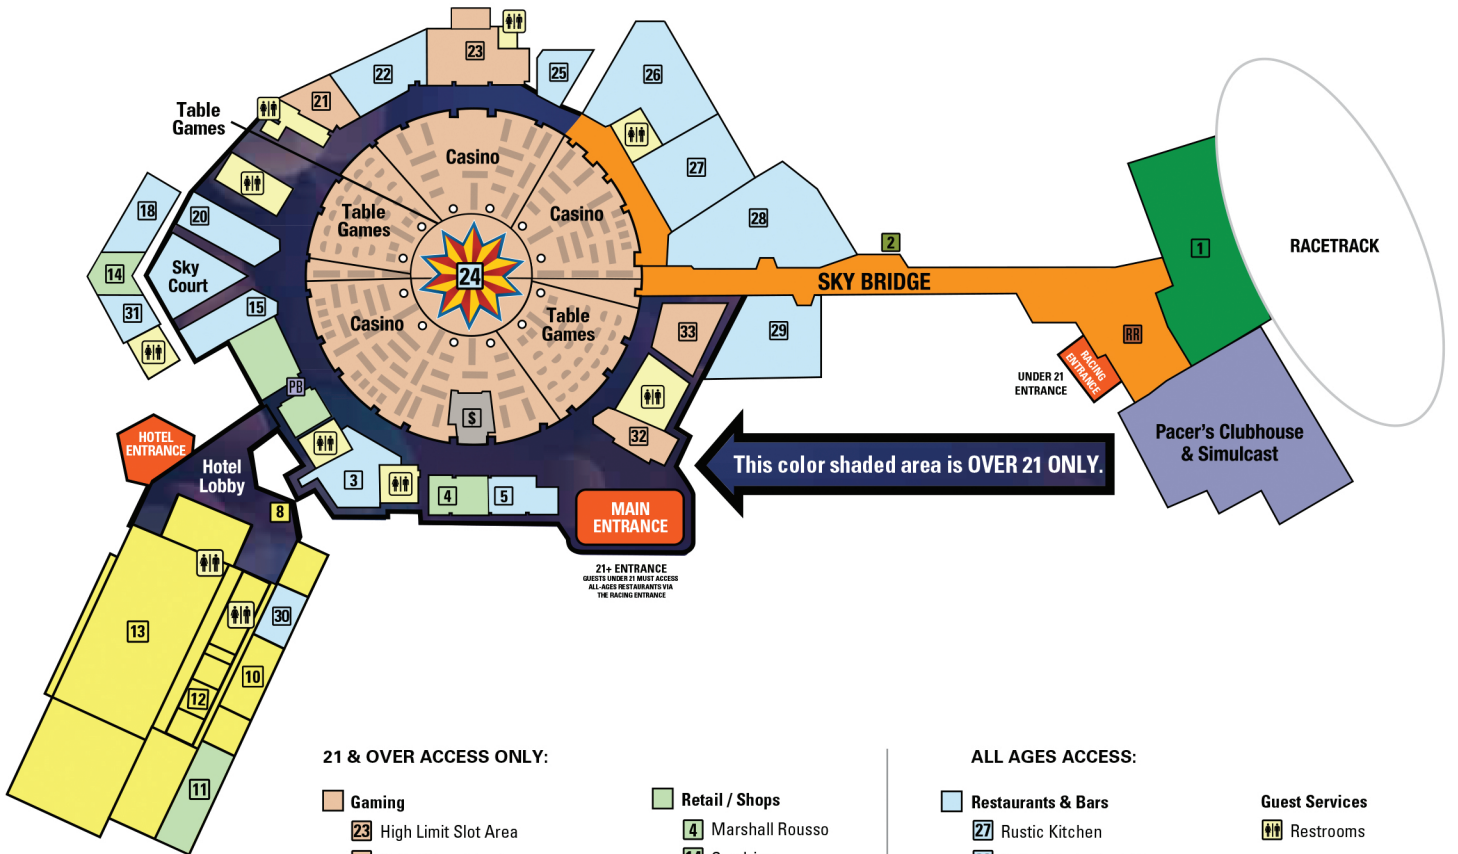 23
22
25
26
21
Table
Games
Casino
27
18
20
Table
Games
Casino
28
2
1
RACETRACK
14
Sky
Court
24
SKY BRIDGE
31
15
Casino
Table
Games
33
29
RR
RACING
ENTRANCE
UNDER 21
ENTRANCE
PB
$
32
HOTEL
ENTRANCE
Pacer's Clubhouse
& Simulcast
Hotel
Lobby
This color shaded area is OVER 21 ONLY.
3
4
5
8
MAIN
ENTRANCE
21+ ENTRANCE
GUESTS UNDER 21 MUST ACCESS
ALL-AGES RESTAURANTS VIA
THE RACING ENTRANCE
30
13
10
12
11
21 & OVER ACCESS ONLY:
Gaming
23 High Limit Slot Area
Retail / Shops
4 Marshall Rousso
ALL AGES ACCESS:
Restaurants & Bars
27 Rustic Kitchen
Guest Services
Restrooms